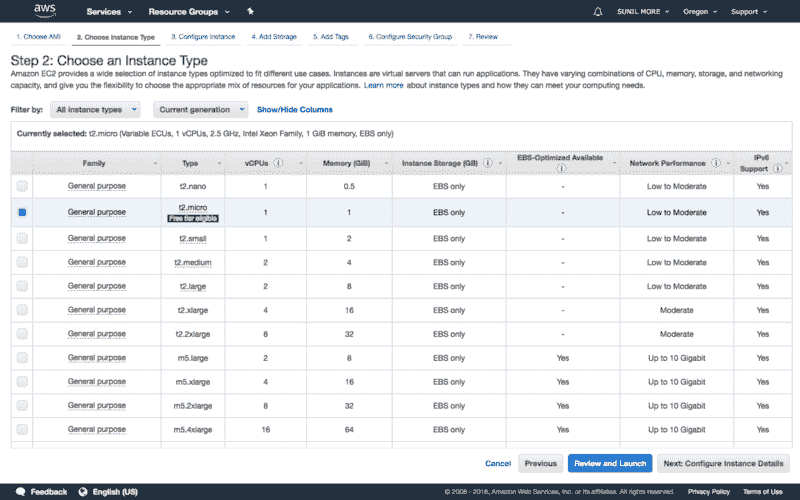 aws Services Resource Groups SUNIL MORE Oregon Support
1. Choose AMI 2. Choose Instance Type 3. Configure Instance 4. Add Storage 5. Add Tags 6. Configure Security Group 7. Review
Step 2: Choose an Instance Type
Amazon EC2 provides a wide selection of instance types optimized to fit different use cases. Instances are virtual servers that can run applications. They have varying combinations of CPU, memory, storage, and networking
capacity, and give you the flexibility to choose the appropriate mix of resources for your applications. Learn more about instance types and how they can meet your computing needs.
Filter by: All instance types Current generation Show/Hide Columns
Currently selected: t2.micro (Variable ECUs, 1 vCPUs, 2.5 GHz, Intel Xeon Family, 1 GiB memory, EBS only)
Family Type vCPUs Memory (GiB) Instance Storage (GB) EBS-Optimized Available Network Performance IPv6 Support
General purpose t2.nano 1 0.5 EBS only - Low to Moderate Yes
General purpose t2.micro 1 1 EBS only - Low to Moderate Yes
Free tier eligible
General purpose t2.small 1 2 EBS only - Low to Moderate Yes
General purpose t2.medium 2 4 EBS only - Low to Moderate Yes
General purpose t2.large 2 8 EBS only - Low to Moderate Yes
General purpose t2.xlarge 4 16 EBS only - Moderate Yes
General purpose t2.2xlarge 8 32 EBS only - Moderate Yes
General purpose m5.large 2 8 EBS only Yes Up to 10 Gigabit Yes
General purpose m5.xlarge 4 16 EBS only Yes Up to 10 Gigabit Yes
General purpose m5.2xlarge 8 32 EBS only Yes Up to 10 Gigabit Yes
General purpose m5.4xlarge 16 64 EBS only Yes Up to 10 Gigabit Yes
Cancel Previous Review and Launch Next: Configure Instance Details
Feedback English (US) © 2008 - 2018, Amazon Web Services, Inc. or its affiliates. All rights reserved. Privacy Policy Terms of Use